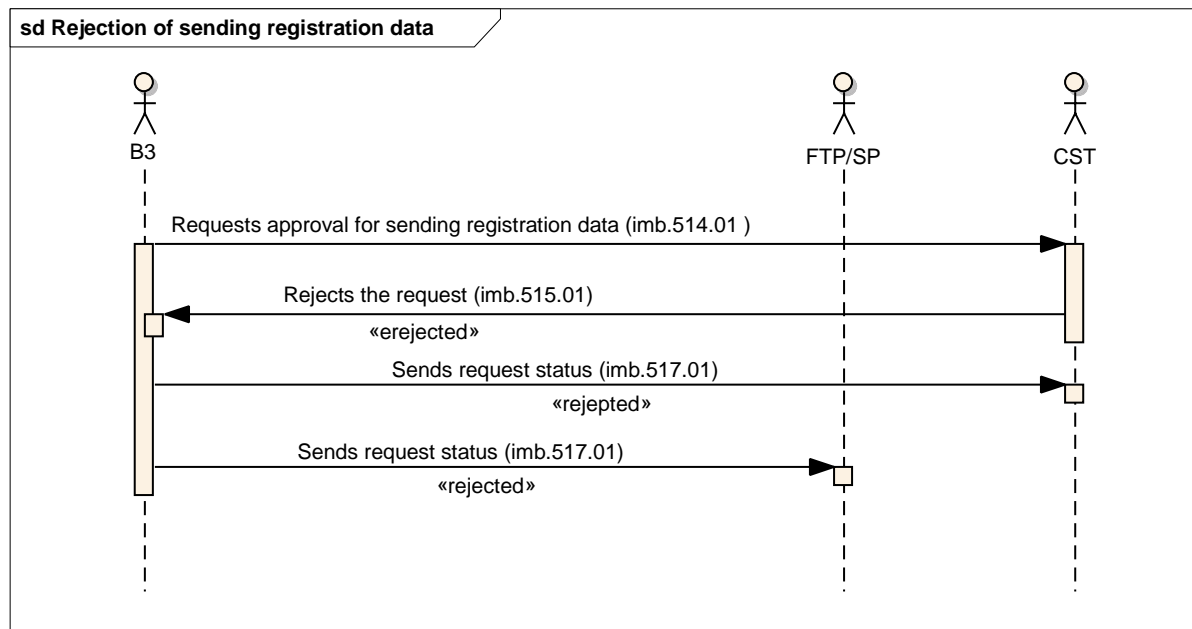 sd Rejection of sending registration data
B3
FTP/SP
CST
Requests approval for sending registration data (imb.514.01 )
Rejects the request (imb.515.01)
«erejected»
Sends request status (imb.517.01)
«rejepted»
Sends request status (imb.517.01)
«rejected»